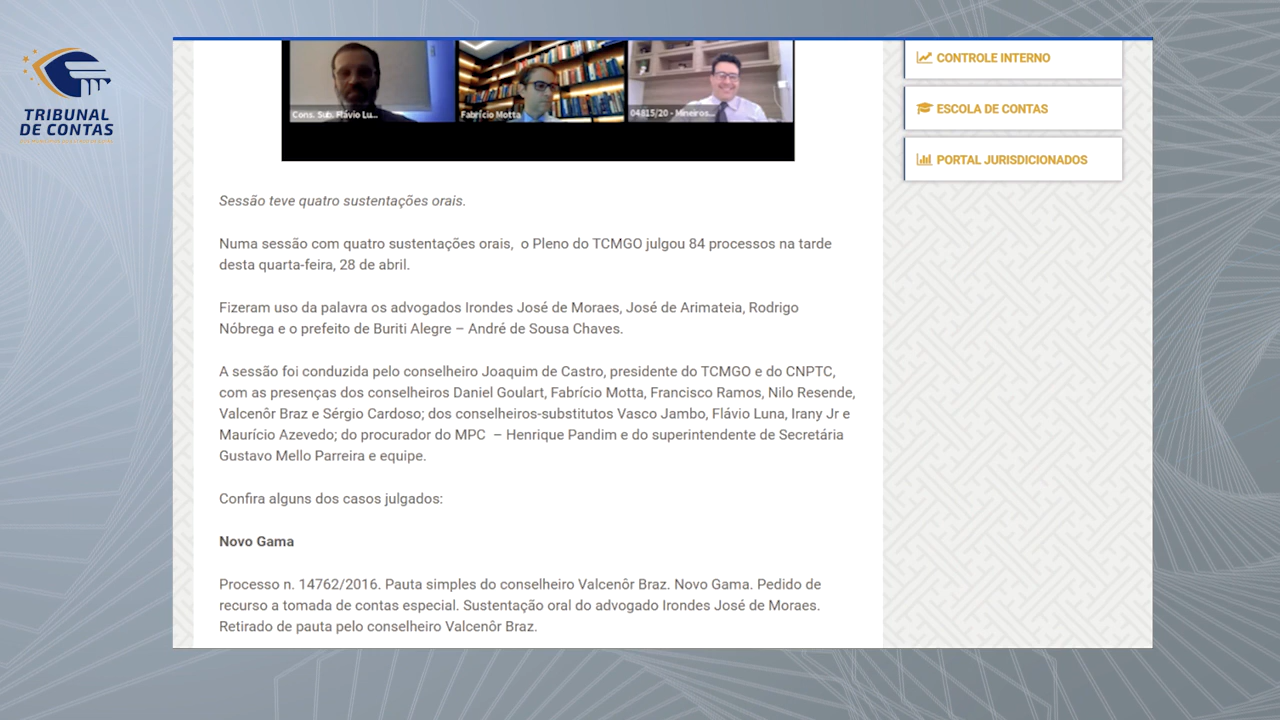 TRIBUNAL
DE CONTAS
Cons. Sub. Flávio Lu...
Fabrício Motta
04815/20 - Mineiros...
CONTROLE INTERNO
ESCOLA DE CONTAS
PORTAL JURISDICIONADOS
Sessão teve quatro sustentações orais.
Numa sessão com quatro sustentações orais,  o Pleno do TCMGO julgou 84 processos na tarde
desta quarta-feira, 28 de abril.
Fizeram uso da palavra os advogados Irondes José de Moraes, José de Arimateia, Rodrigo
Nóbrega e o prefeito de Buriti Alegre – André de Sousa Chaves.
A sessão foi conduzida pelo conselheiro Joaquim de Castro, presidente do TCMGO e do CNPTC,
com as presenças dos conselheiros Daniel Goulart, Fabrício Motta, Francisco Ramos, Nilo Resende,
Valcenôr Braz e Sérgio Cardoso; dos conselheiros-substitutos Vasco Jambo, Flávio Luna, Irany Jr e
Maurício Azevedo; do procurador do MPC  – Henrique Pandim e do superintendente de Secretária
Gustavo Mello Parreira e equipe.
Confira alguns dos casos julgados:
Novo Gama
Processo n. 14762/2016. Pauta simples do conselheiro Valcenôr Braz. Novo Gama. Pedido de
recurso a tomada de contas especial. Sustentação oral do advogado Irondes José de Moraes.
Retirado de pauta pelo conselheiro Valcenôr Braz.